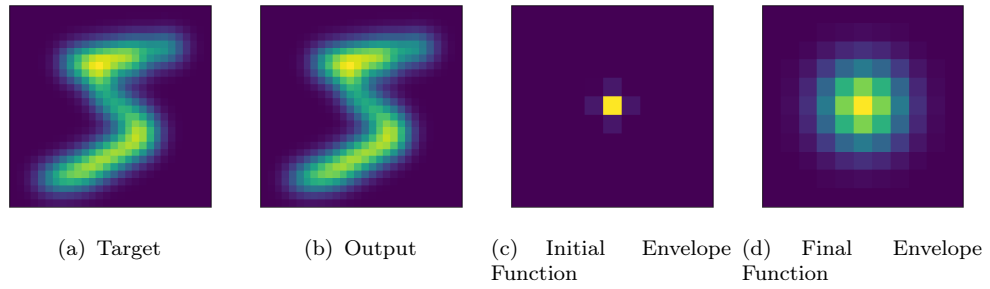 (a) Target
(b) Output
(c) Initial Envelope
Function
(d) Final Envelope
Function